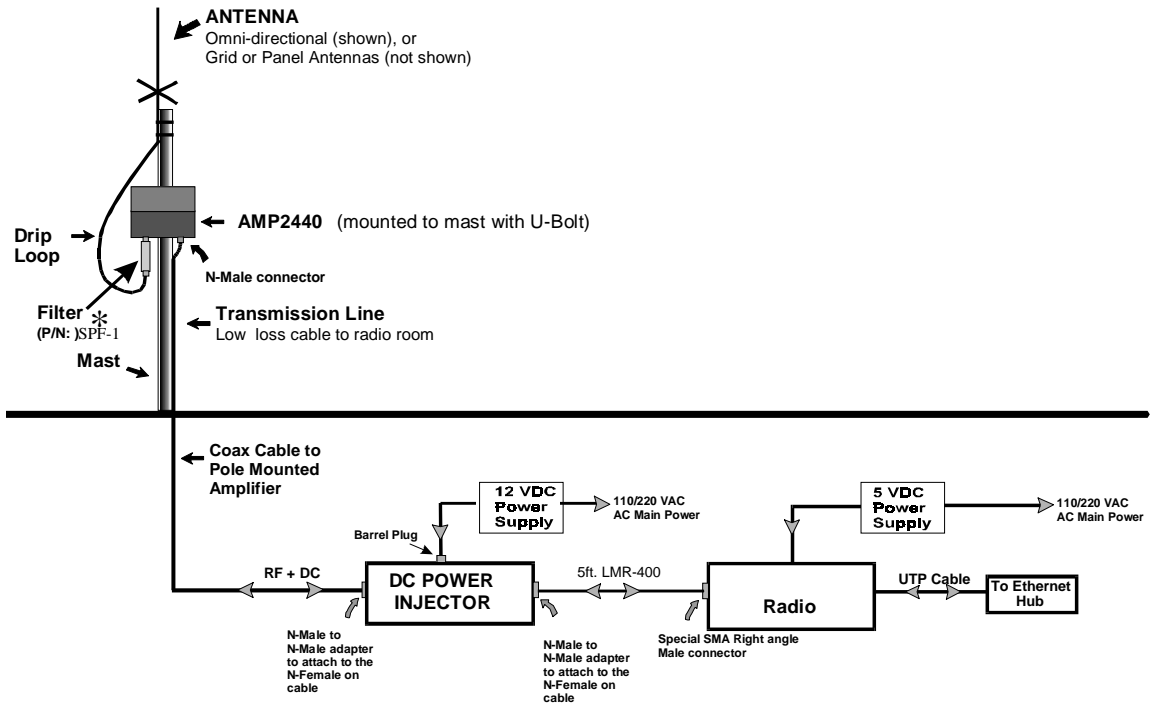 ANTENNA
Omni-directional (shown), or
Grid or Panel Antennas (not shown)
AMP2440 (mounted to mast with U-Bolt)
Drip
Loop
N-Male connector
Filter *
(P/N: )SPF-1
Transmission Line
Low loss cable to radio room
Mast
Coax Cable to
Pole Mounted
Amplifier
12 VDC
Power
Supply
110/220 VAC
AC Main Power
5 VDC
Power
Supply
110/220 VAC
AC Main Power
Barrel Plug
RF + DC
DC POWER
INJECTOR
5ft. LMR-400
Radio
UTP Cable
To Ethernet
Hub
N-Male to
N-Male adapter
to attach to the
N-Female on
cable
N-Male to
N-Male adapter
to attach to the
N-Female on
cable
Special SMA Right angle
Male connector